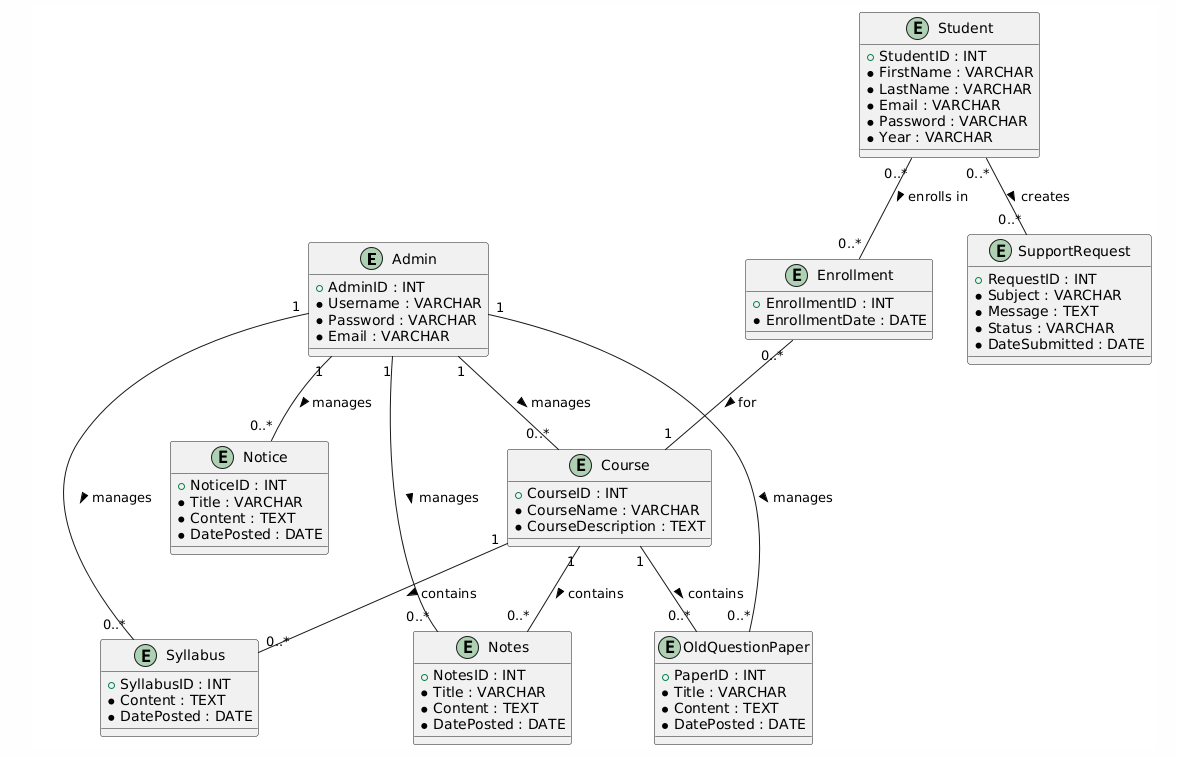 E Student
StudentID : INT
FirstName : VARCHAR
LastName : VARCHAR
Email : VARCHAR
Password : VARCHAR
Year : VARCHAR
0..*
0..*
enrolls in
creates
0..*
0..*
E Admin
AdminID : INT
Username : VARCHAR
Password : VARCHAR
Email : VARCHAR
E Enrollment
EnrollmentID : INT
EnrollmentDate : DATE
E SupportRequest
RequestID : INT
Subject : VARCHAR
Message : TEXT
Status : VARCHAR
DateSubmitted : DATE
1
1
1
1
1
0..*
manages
manages
for
0..*
0..*
1
E Notice
NoticeID : INT
Title : VARCHAR
Content : TEXT
DatePosted : DATE
E Course
CourseID : INT
CourseName : VARCHAR
CourseDescription : TEXT
manages
manages
manages
1
1
1
contains
contains
contains
0..*
0..*
0..*
0..*
0..*
0..*
E Syllabus
SyllabusID : INT
Content : TEXT
DatePosted : DATE
E Notes
NotesID : INT
Title : VARCHAR
Content : TEXT
DatePosted : DATE
E OldQuestionPaper
PaperID : INT
Title : VARCHAR
Content : TEXT
DatePosted : DATE